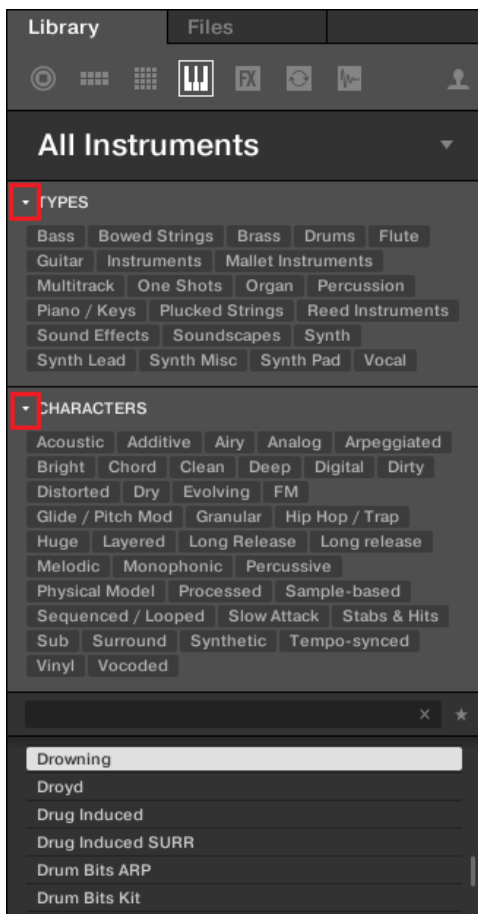 Library Files
FX
All Instruments
TYPES
Bass Bowed Strings Brass Drums Flute
Guitar Instruments Mallet Instruments
Multitrack One Shots Organ Percussion
Piano / Keys Plucked Strings Reed Instruments
Sound Effects Soundscapes Synth
Synth Lead Synth Misc Synth Pad Vocal
CHARACTERS
Acoustic Additive Airy Analog Arpeggiated
Bright Chord Clean Deep Digital Dirty
Distorted Dry Evolving FM
Glide / Pitch Mod Granular Hip Hop / Trap
Huge Layered Long Release Long release
Melodic Monophonic Percussive
Physical Model Processed Sample-based
Sequenced / Looped Slow Attack Stabs & Hits
Sub Surround Synthetic Tempo-synced
Vinyl Vocoded
Drowning
Droyd
Drug Induced
Drug Induced SURR
Drum Bits ARP
Drum Bits Kit